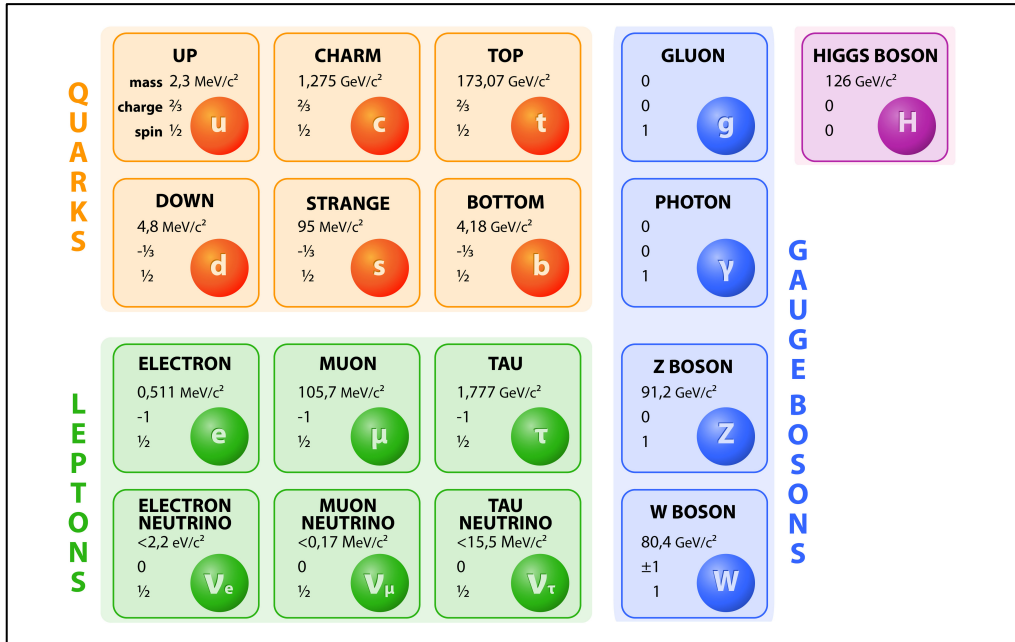 QUARKS
UP
mass 2,3 MeV/c²
charge ⅔
spin ½
u
CHARM
1,275 GeV/c²
⅔
½
c
TOP
173,07 GeV/c²
⅔
½
t
DOWN
4,8 MeV/c²
-⅓
½
d
STRANGE
95 MeV/c²
-⅓
½
s
BOTTOM
4,18 GeV/c²
-⅓
½
b
LEPTONS
ELECTRON
0,511 MeV/c²
-1
½
e
MUON
105,7 MeV/c²
-1
½
μ
TAU
1,777 GeV/c²
-1
½
τ
ELECTRON
NEUTRINO
<2,2 eV/c²
0
½
νe
MUON
NEUTRINO
<0,17 MeV/c²
0
½
νμ
TAU
NEUTRINO
<15,5 MeV/c²
0
½
ντ
GLUON
0
0
1
g
PHOTON
0
0
1
γ
Z BOSON
91,2 GeV/c²
0
1
Z
W BOSON
80,4 GeV/c²
±1
1
W
GAUGE BOSONS
HIGGS BOSON
126 GeV/c²
0
0
H